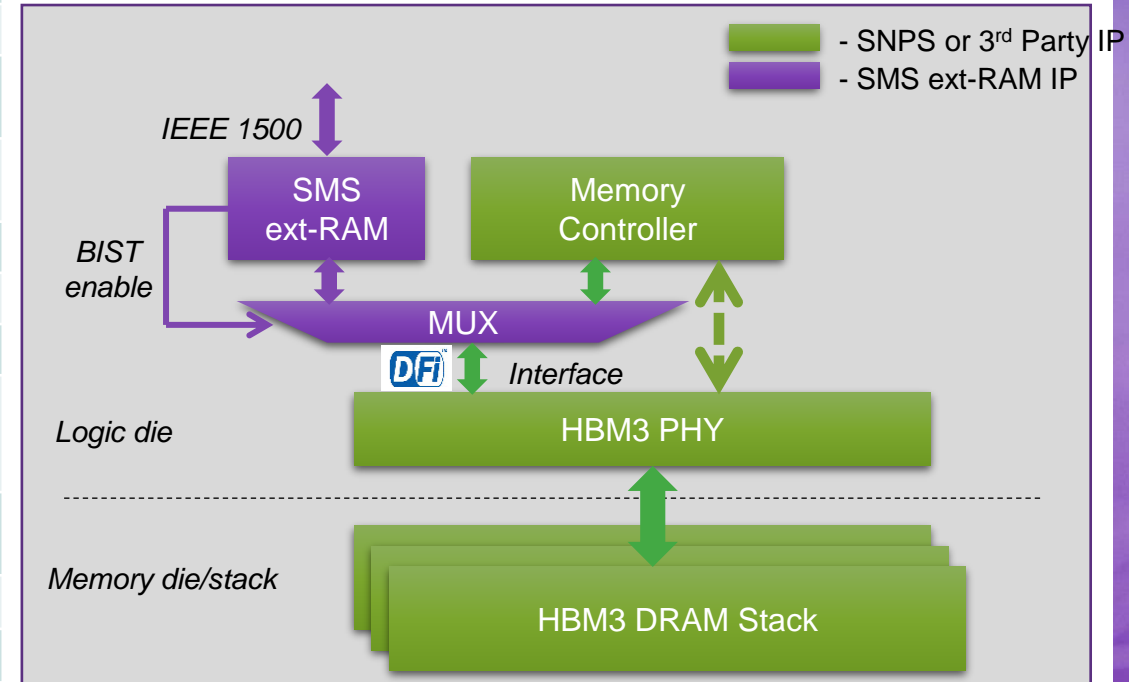 - SNPS or 3rd Party IP
- SMS ext-RAM IP
IEEE 1500
SMS
ext-RAM
Memory
Controller
BIST
enable
MUX
DFi
Interface
Logic die
HBM3 PHY
Memory die/stack
HBM3 DRAM Stack